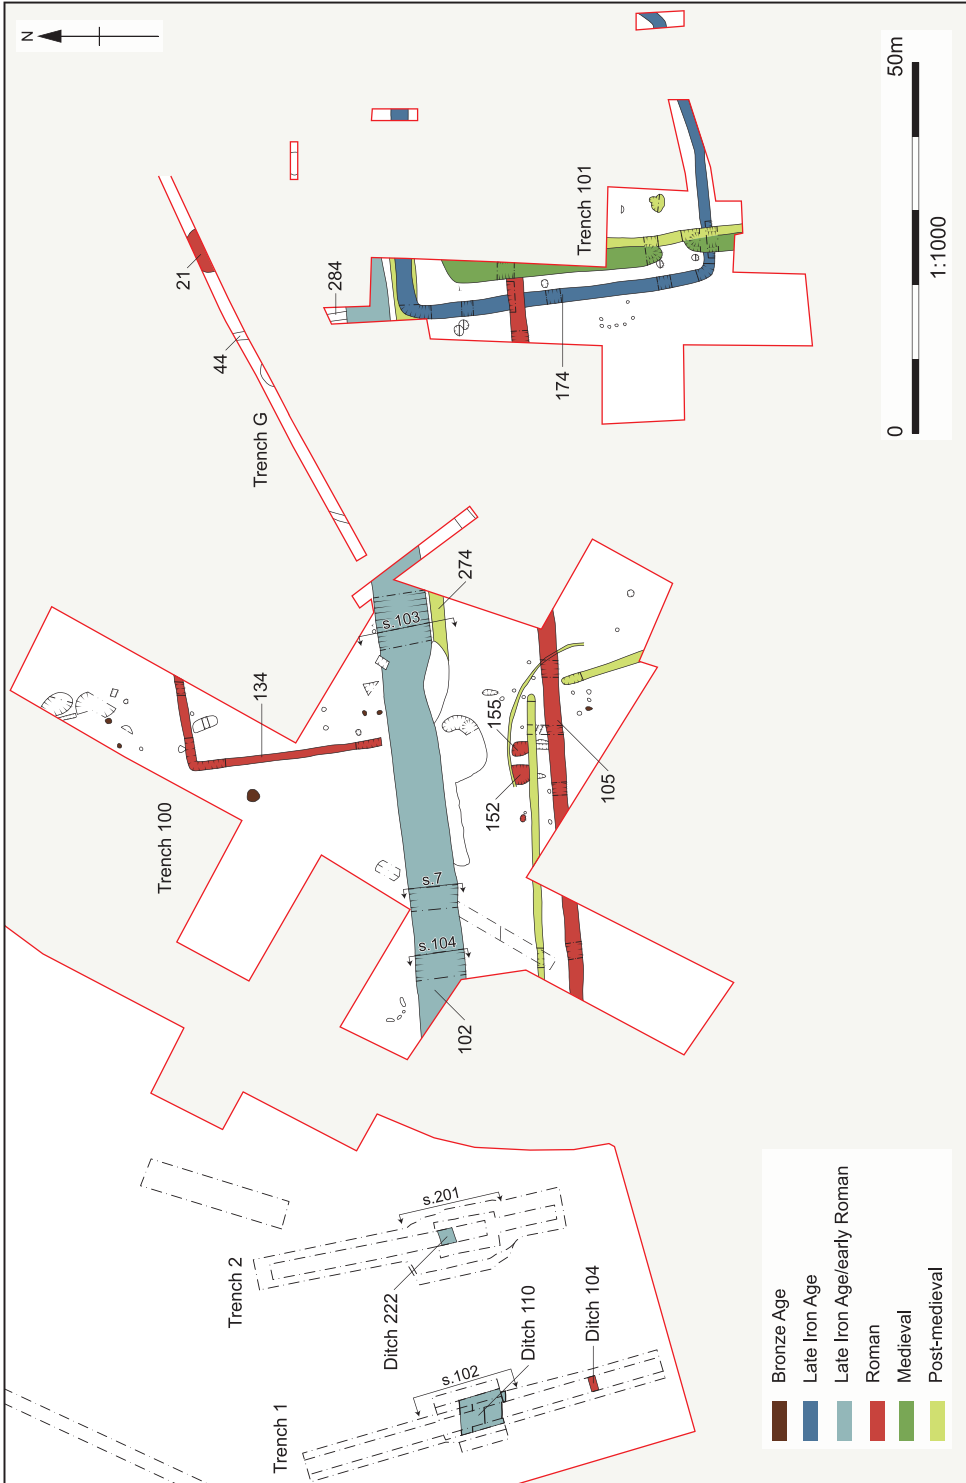 N
50m
0
1:1000
284
Trench 101
21
44
Trench G
174
s.103
274
134
Trench 100
155
152
105
s.7
s.104
102
s.201
Trench 2
Ditch 222
Ditch 110
Ditch 104
s.102
Trench 1
Bronze Age
Late Iron Age
Late Iron Age/early Roman
Roman
Medieval
Post-medieval